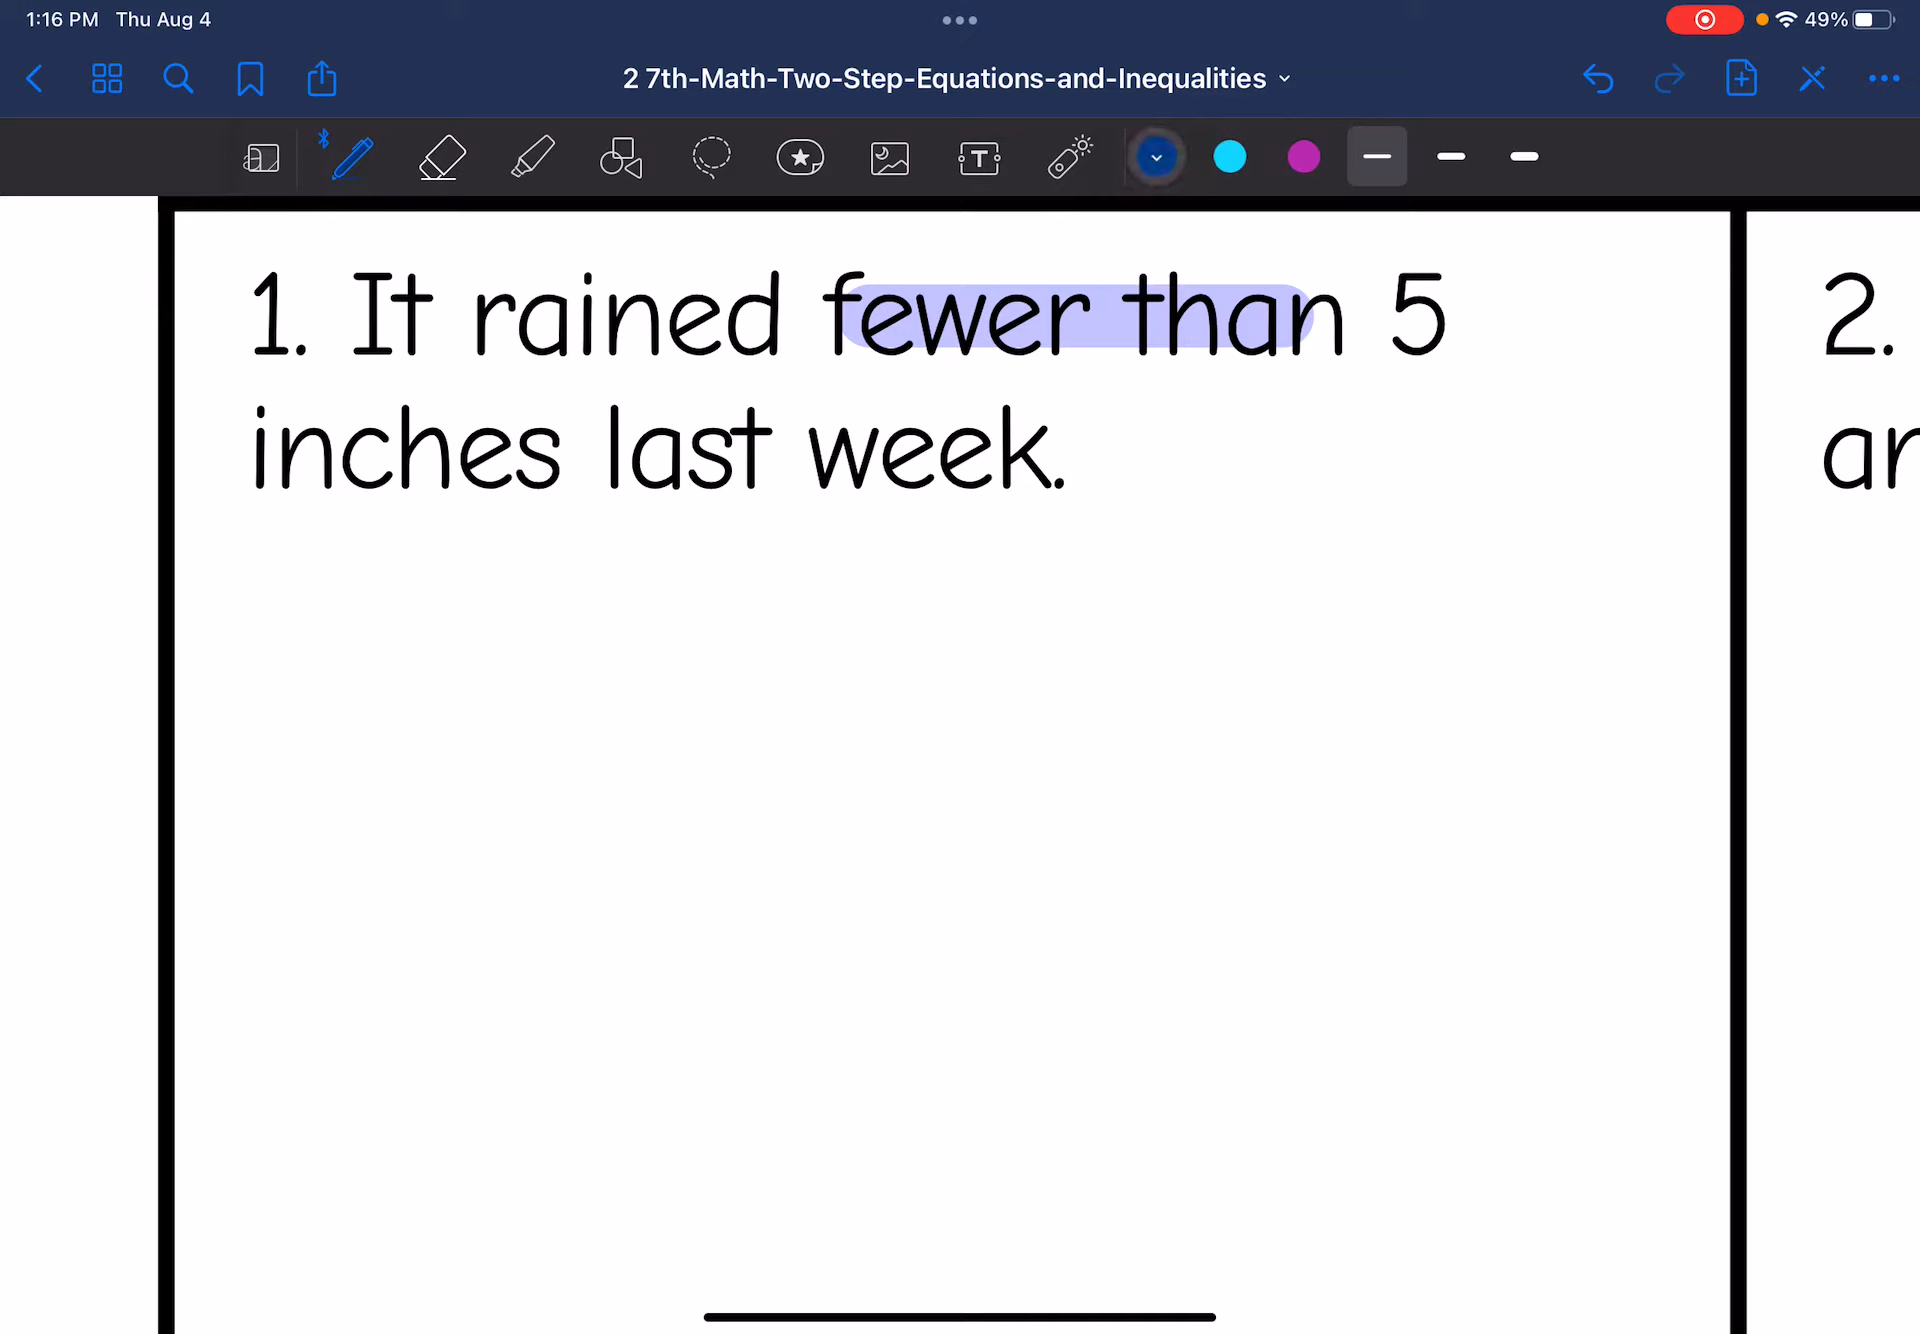 1:16 PM Thu Aug 4
49%
2 7th-Math-Two-Step-Equations-and-Inequalities
1. It rained fewer than 5
inches last week.
2.
ar